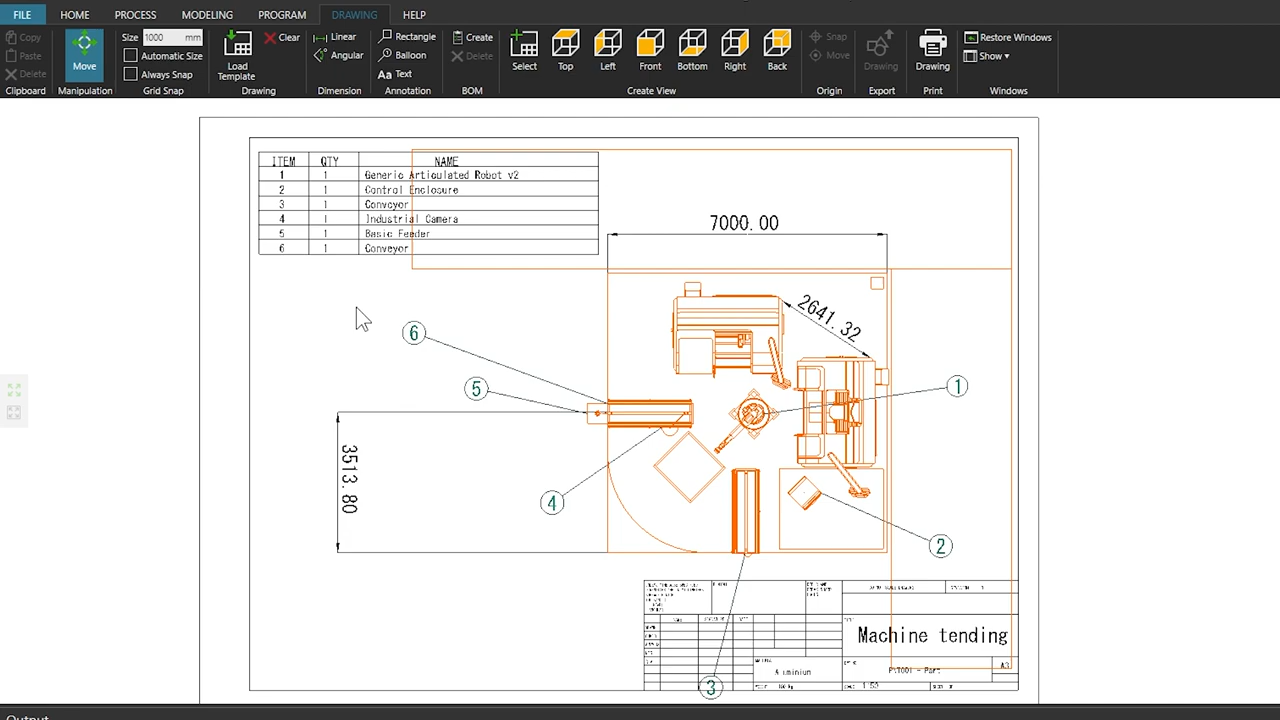 FILE HOME PROCESS MODELING PROGRAM DRAWING HELP
Copy
Paste
Delete
Clipboard
Move
Manipulation
Size 1000 mm
Automatic Size
Always Snap
Grid Snap
Load Template
Clear
Drawing
Linear
Angular
Dimension
Rectangle
Balloon
Aa Text
Annotation
Create
Delete
BOM
Select Top Left Front Bottom Right Back
Create View
Snap
Move
Origin
Drawing
Export
Drawing
Print
Restore Windows
Show
Windows
ITEM QTY NAME
1 1 Generic Articulated Robot v2
2 1 Control Enclosure
3 1 Conveyor
4 1 Industrial Camera
5 1 Basic Feeder
6 1 Conveyor
7000.00
2641.32
3513.80
6
5
1
4
2
3
Machine tending
Aluminium
A3
Output